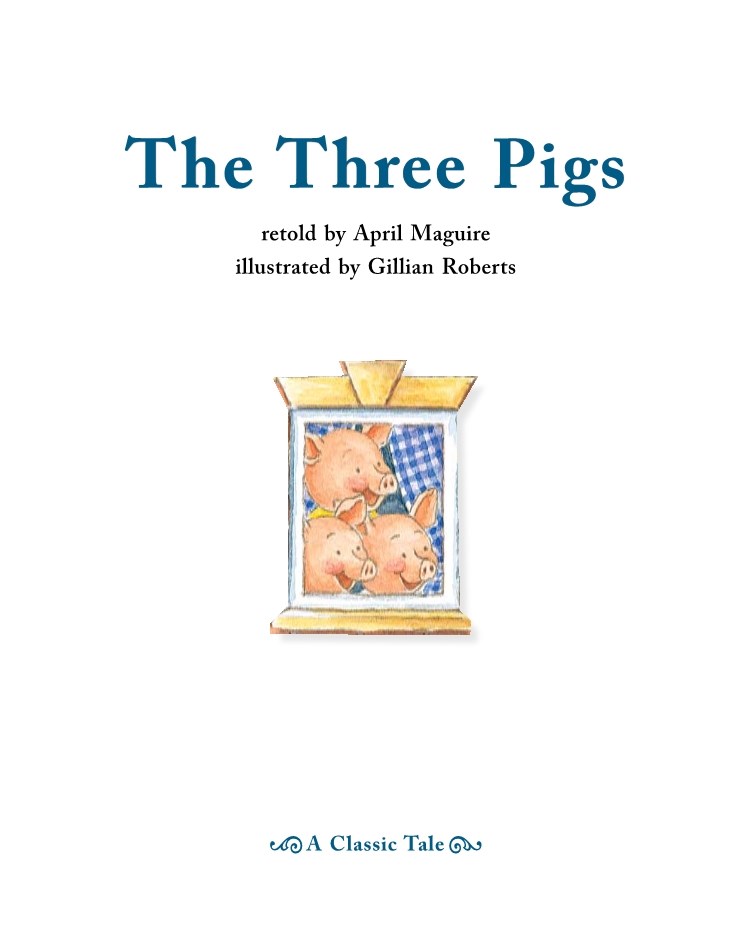 The Three Pigs
retold by April Maguire
illustrated by Gillian Roberts
A Classic Tale